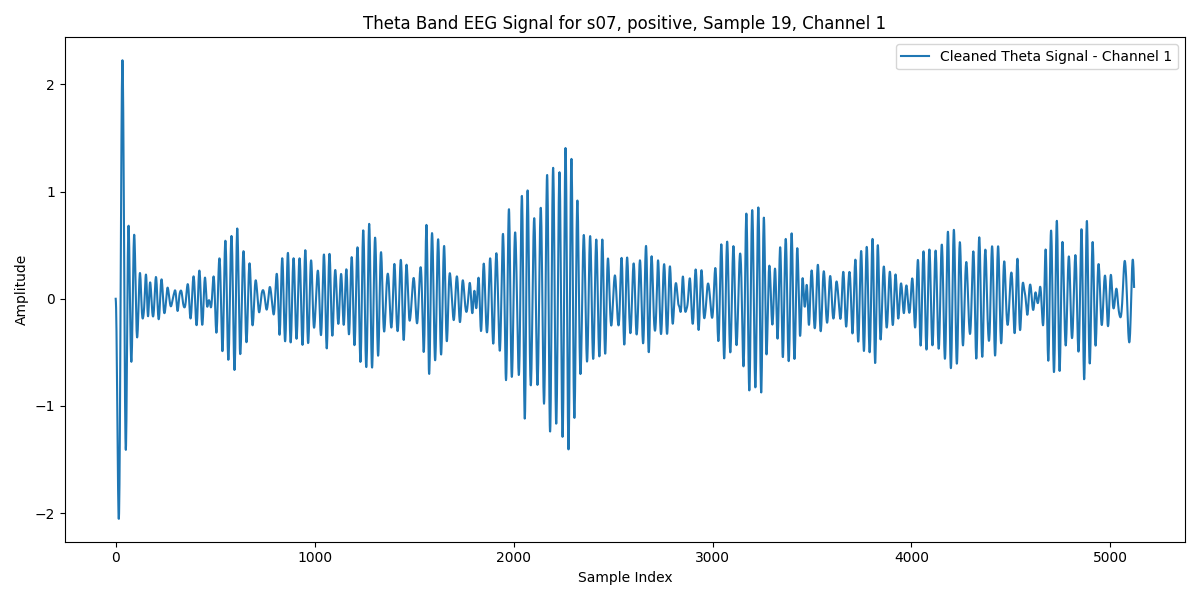 Theta Band EEG Signal for s07, positive, Sample 19, Channel 1
Cleaned Theta Signal - Channel 1
Amplitude
2
1
0
−1
−2
0 1000 2000 3000 4000 5000
Sample Index